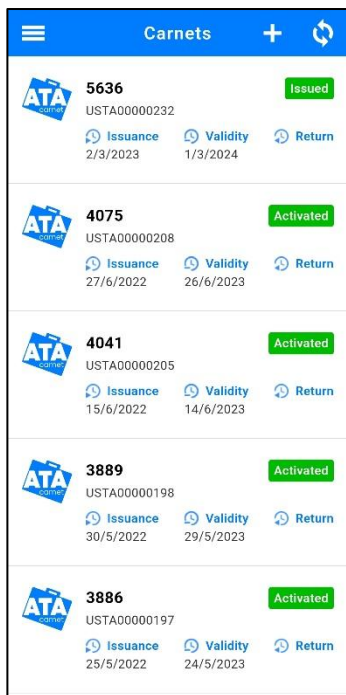 Carnets
ATA carnet
5636 Issued
USTA00000232
Issuance Validity Return
2/3/2023 1/3/2024
ATA carnet
4075 Activated
USTA00000208
Issuance Validity Return
27/6/2022 26/6/2023
ATA carnet
4041 Activated
USTA00000205
Issuance Validity Return
15/6/2022 14/6/2023
ATA carnet
3889 Activated
USTA00000198
Issuance Validity Return
30/5/2022 29/5/2023
ATA carnet
3886 Activated
USTA00000197
Issuance Validity Return
25/5/2022 24/5/2023